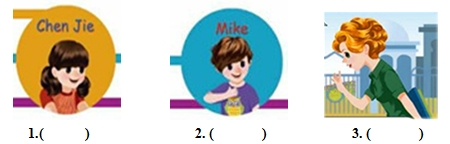 Chen Jie
Mike
1.(          )
2. (          )
3. (          )